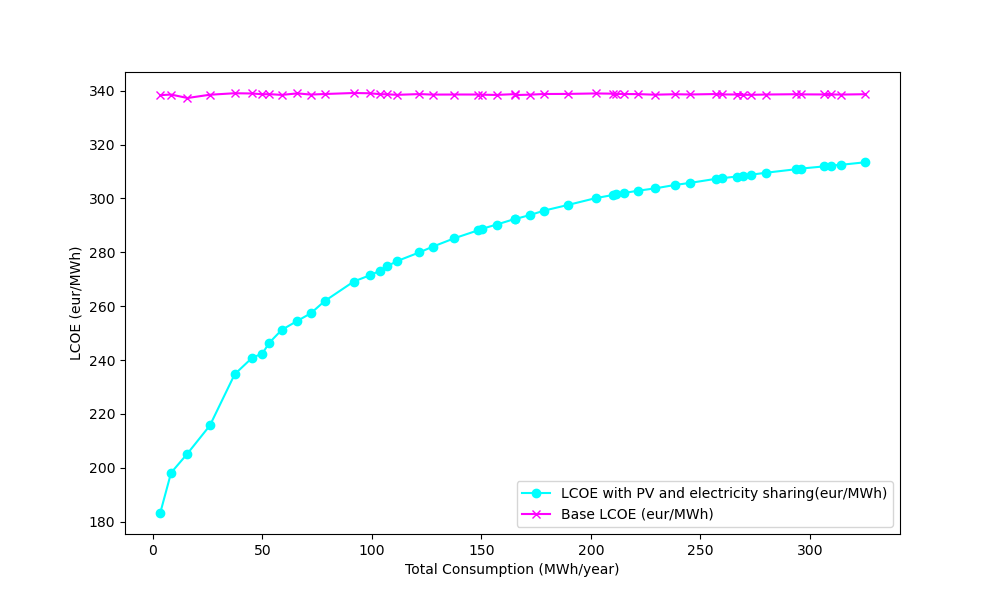 340
320
300
280
260
240
220
200
180
LCOE (eur/MWh)
LCOE with PV and electricity sharing(eur/MWh)
Base LCOE (eur/MWh)
0 50 100 150 200 250 300
Total Consumption (MWh/year)